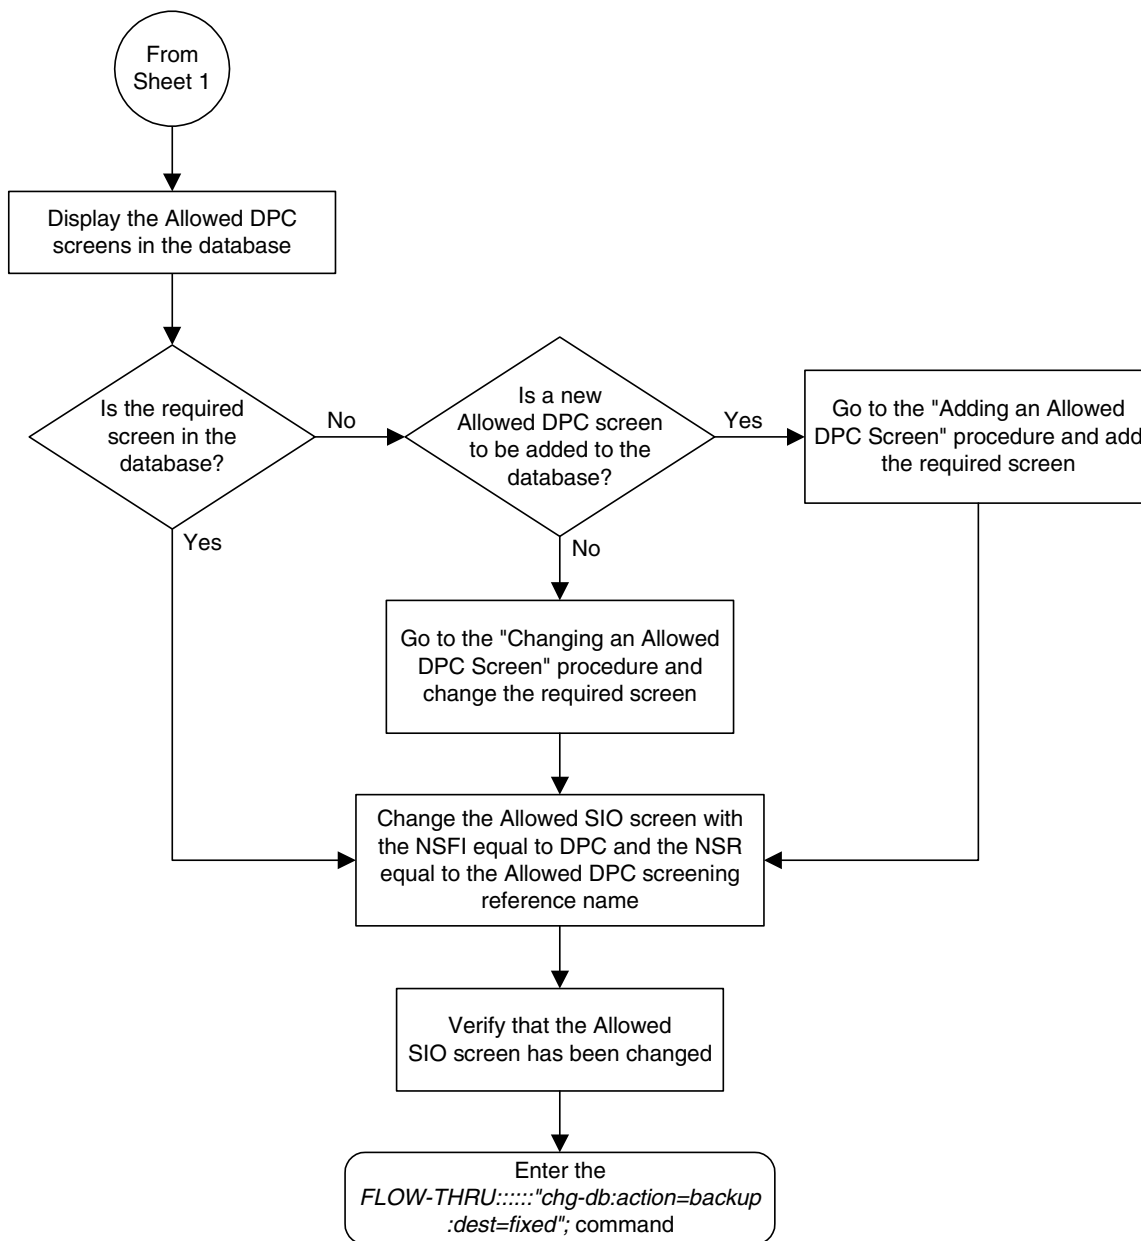 From
Sheet 1
Display the Allowed DPC
screens in the database
Is the required
screen in the
database?
No
Yes
Is a new
Allowed DPC screen
to be added to the
database?
Yes
No
Go to the "Adding an Allowed
DPC Screen" procedure and add
the required screen
Go to the "Changing an Allowed
DPC Screen" procedure and
change the required screen
Change the Allowed SIO screen with
the NSFI equal to DPC and the NSR
equal to the Allowed DPC screening
reference name
Verify that the Allowed
SIO screen has been changed
Enter the
FLOW-THRU::::::"chg-db:action=backup
:dest=fixed"; command